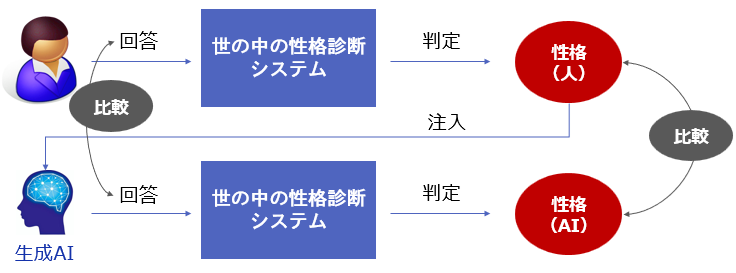 回答
世の中の性格診断
システム
判定
性格
（人）
比較
注入
比較
回答
世の中の性格診断
システム
判定
性格
（AI）
生成AI